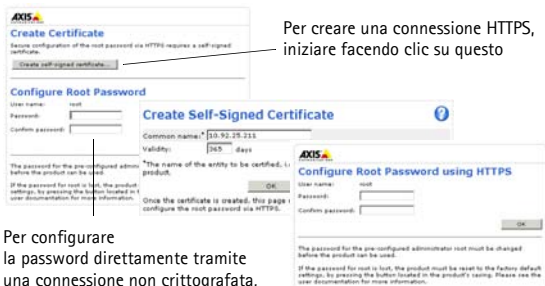 AXIS
Create Certificate
Secure configuration of the root password via HTTPS requires a self-signed
certificate.
Create self-signed certificate...
Configure Root Password
User name: root
Password:
Confirm password:
The password for the pre-configured admin
before the product can be used.
If the password for root is lost, the product
settings, by pressing the button located in t
user documentation for more information.
Per creare una connessione HTTPS,
iniziare facendo clic su questo
Create Self-Signed Certificate
Common name:* 10.92.25.211
Validity: 365 days
*The name of the entity to be certified, i.
product.
OK
Once the certificate is created, this page
configure the root password via HTTPS.
AXIS
Configure Root Password using HTTPS
User name: root
Password:
Confirm password:
OK
The password for the pre-configured administrator root must be changed
before the product can be used.
If the password for root is lost, the product must be reset to the factory default
settings, by pressing the button located in the product's casing. Please see the
user documentation for more information.
Per configurare
la password direttamente tramite
una connessione non crittografata,